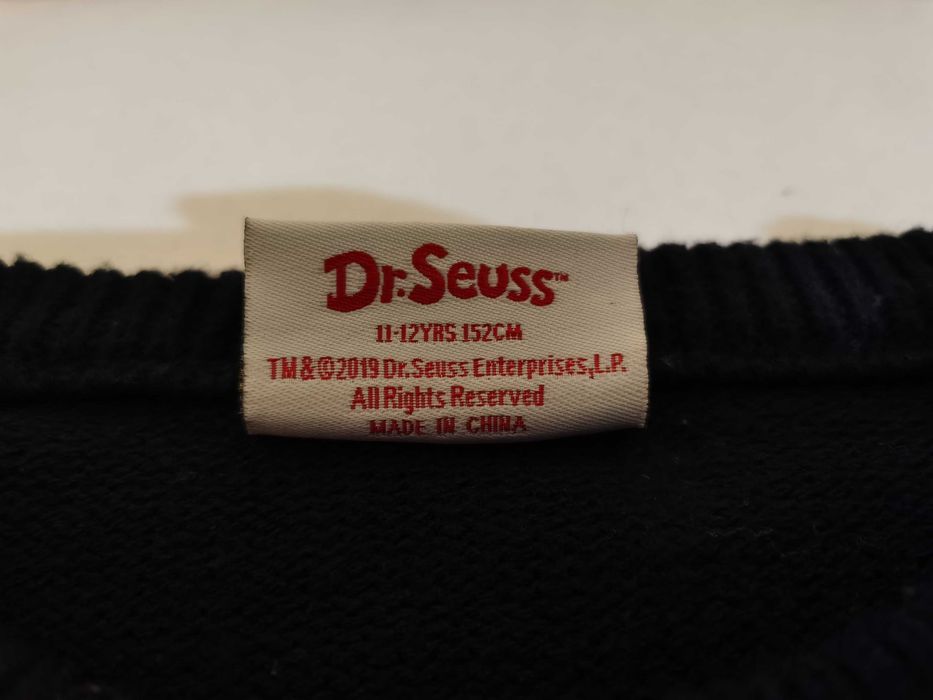 Dr. Seuss™
11-12YRS 152CM
TM&©2019 Dr.Seuss Enterprises,L.P.
All Rights Reserved
MADE IN CHINA